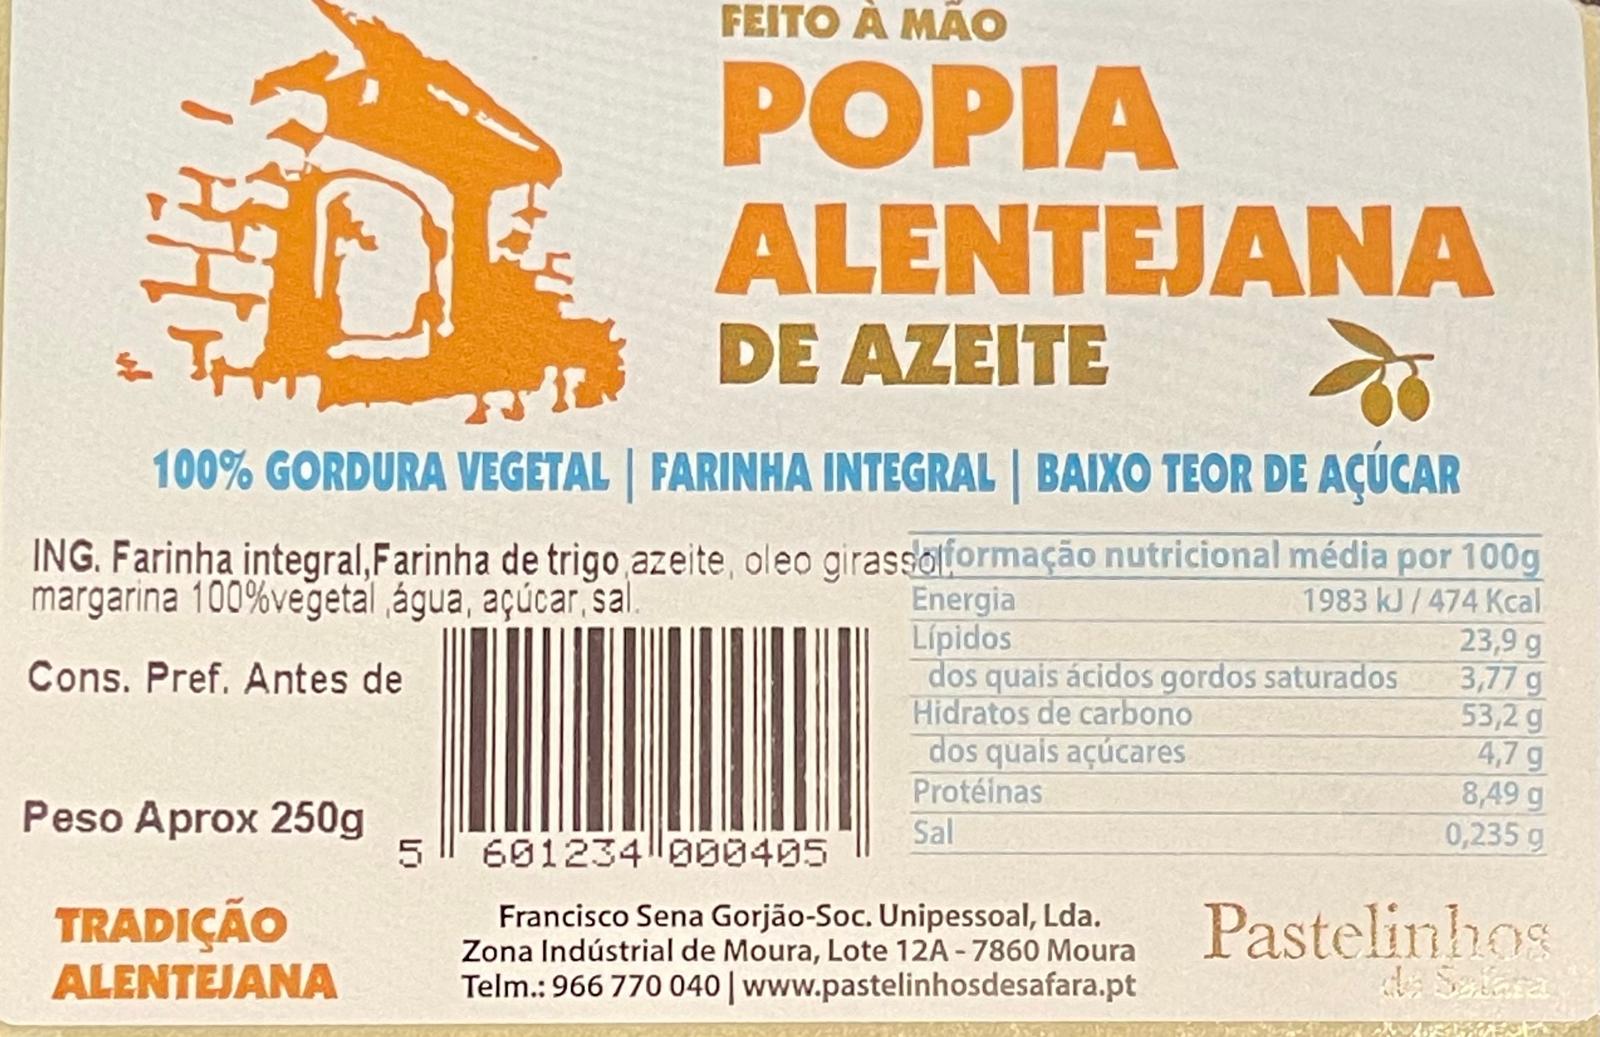 FEITO À MÃO
POPIA
ALENTEJANA
DE AZEITE
100% GORDURA VEGETAL | FARINHA INTEGRAL | BAIXO TEOR DE AÇÚCAR
ING. Farinha integral,Farinha de trigo,azeite, oleo girassol,
margarina 100%vegetal ,água, açúcar, sal.
Cons. Pref. Antes de
Peso Aprox 250g
5 601234 000405
Informação nutricional média por 100g
Energia 1983 kJ / 474 Kcal
Lípidos 23,9 g
dos quais ácidos gordos saturados 3,77 g
Hidratos de carbono 53,2 g
dos quais açúcares 4,7 g
Protéinas 8,49 g
Sal 0,235 g
TRADIÇÃO
ALENTEJANA
Francisco Sena Gorjão-Soc. Unipessoal, Lda.
Zona Indústrial de Moura, Lote 12A - 7860 Moura
Telm.: 966 770 040 | www.pastelinhosdesafara.pt
Pastelinhos
de Safara